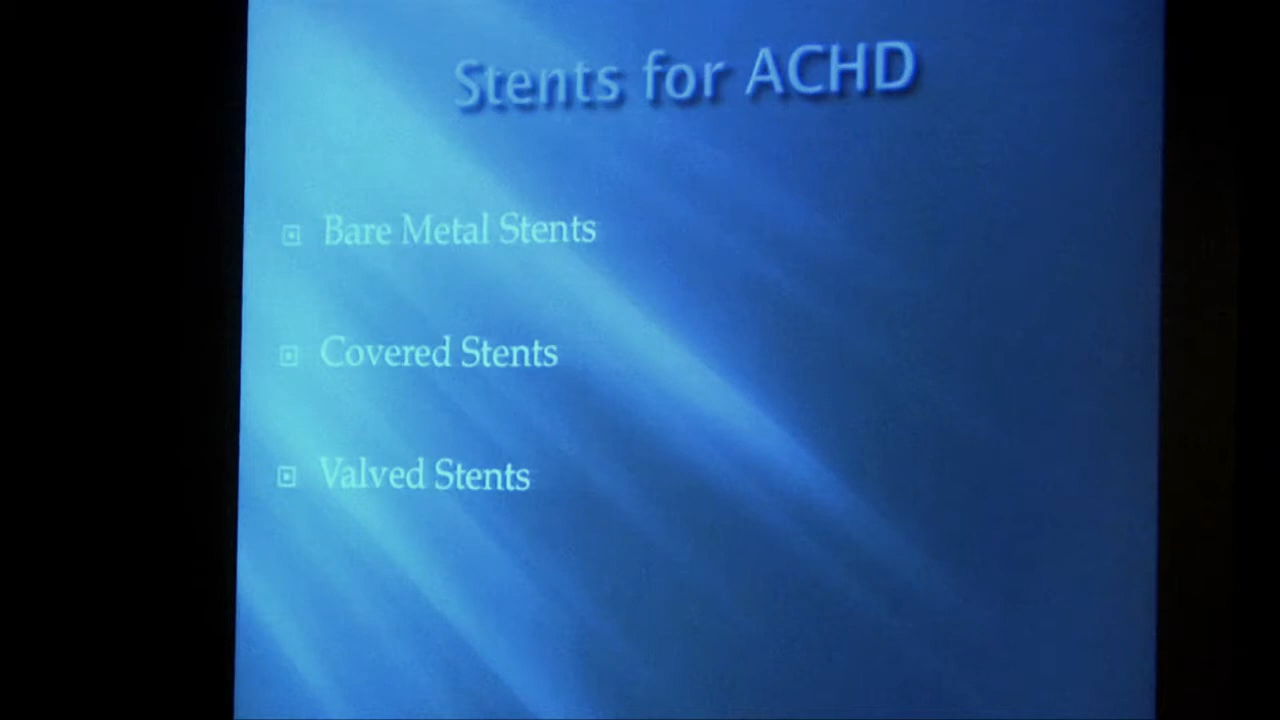 Stents for ACHD
Bare Metal Stents
Covered Stents
Valved Stents